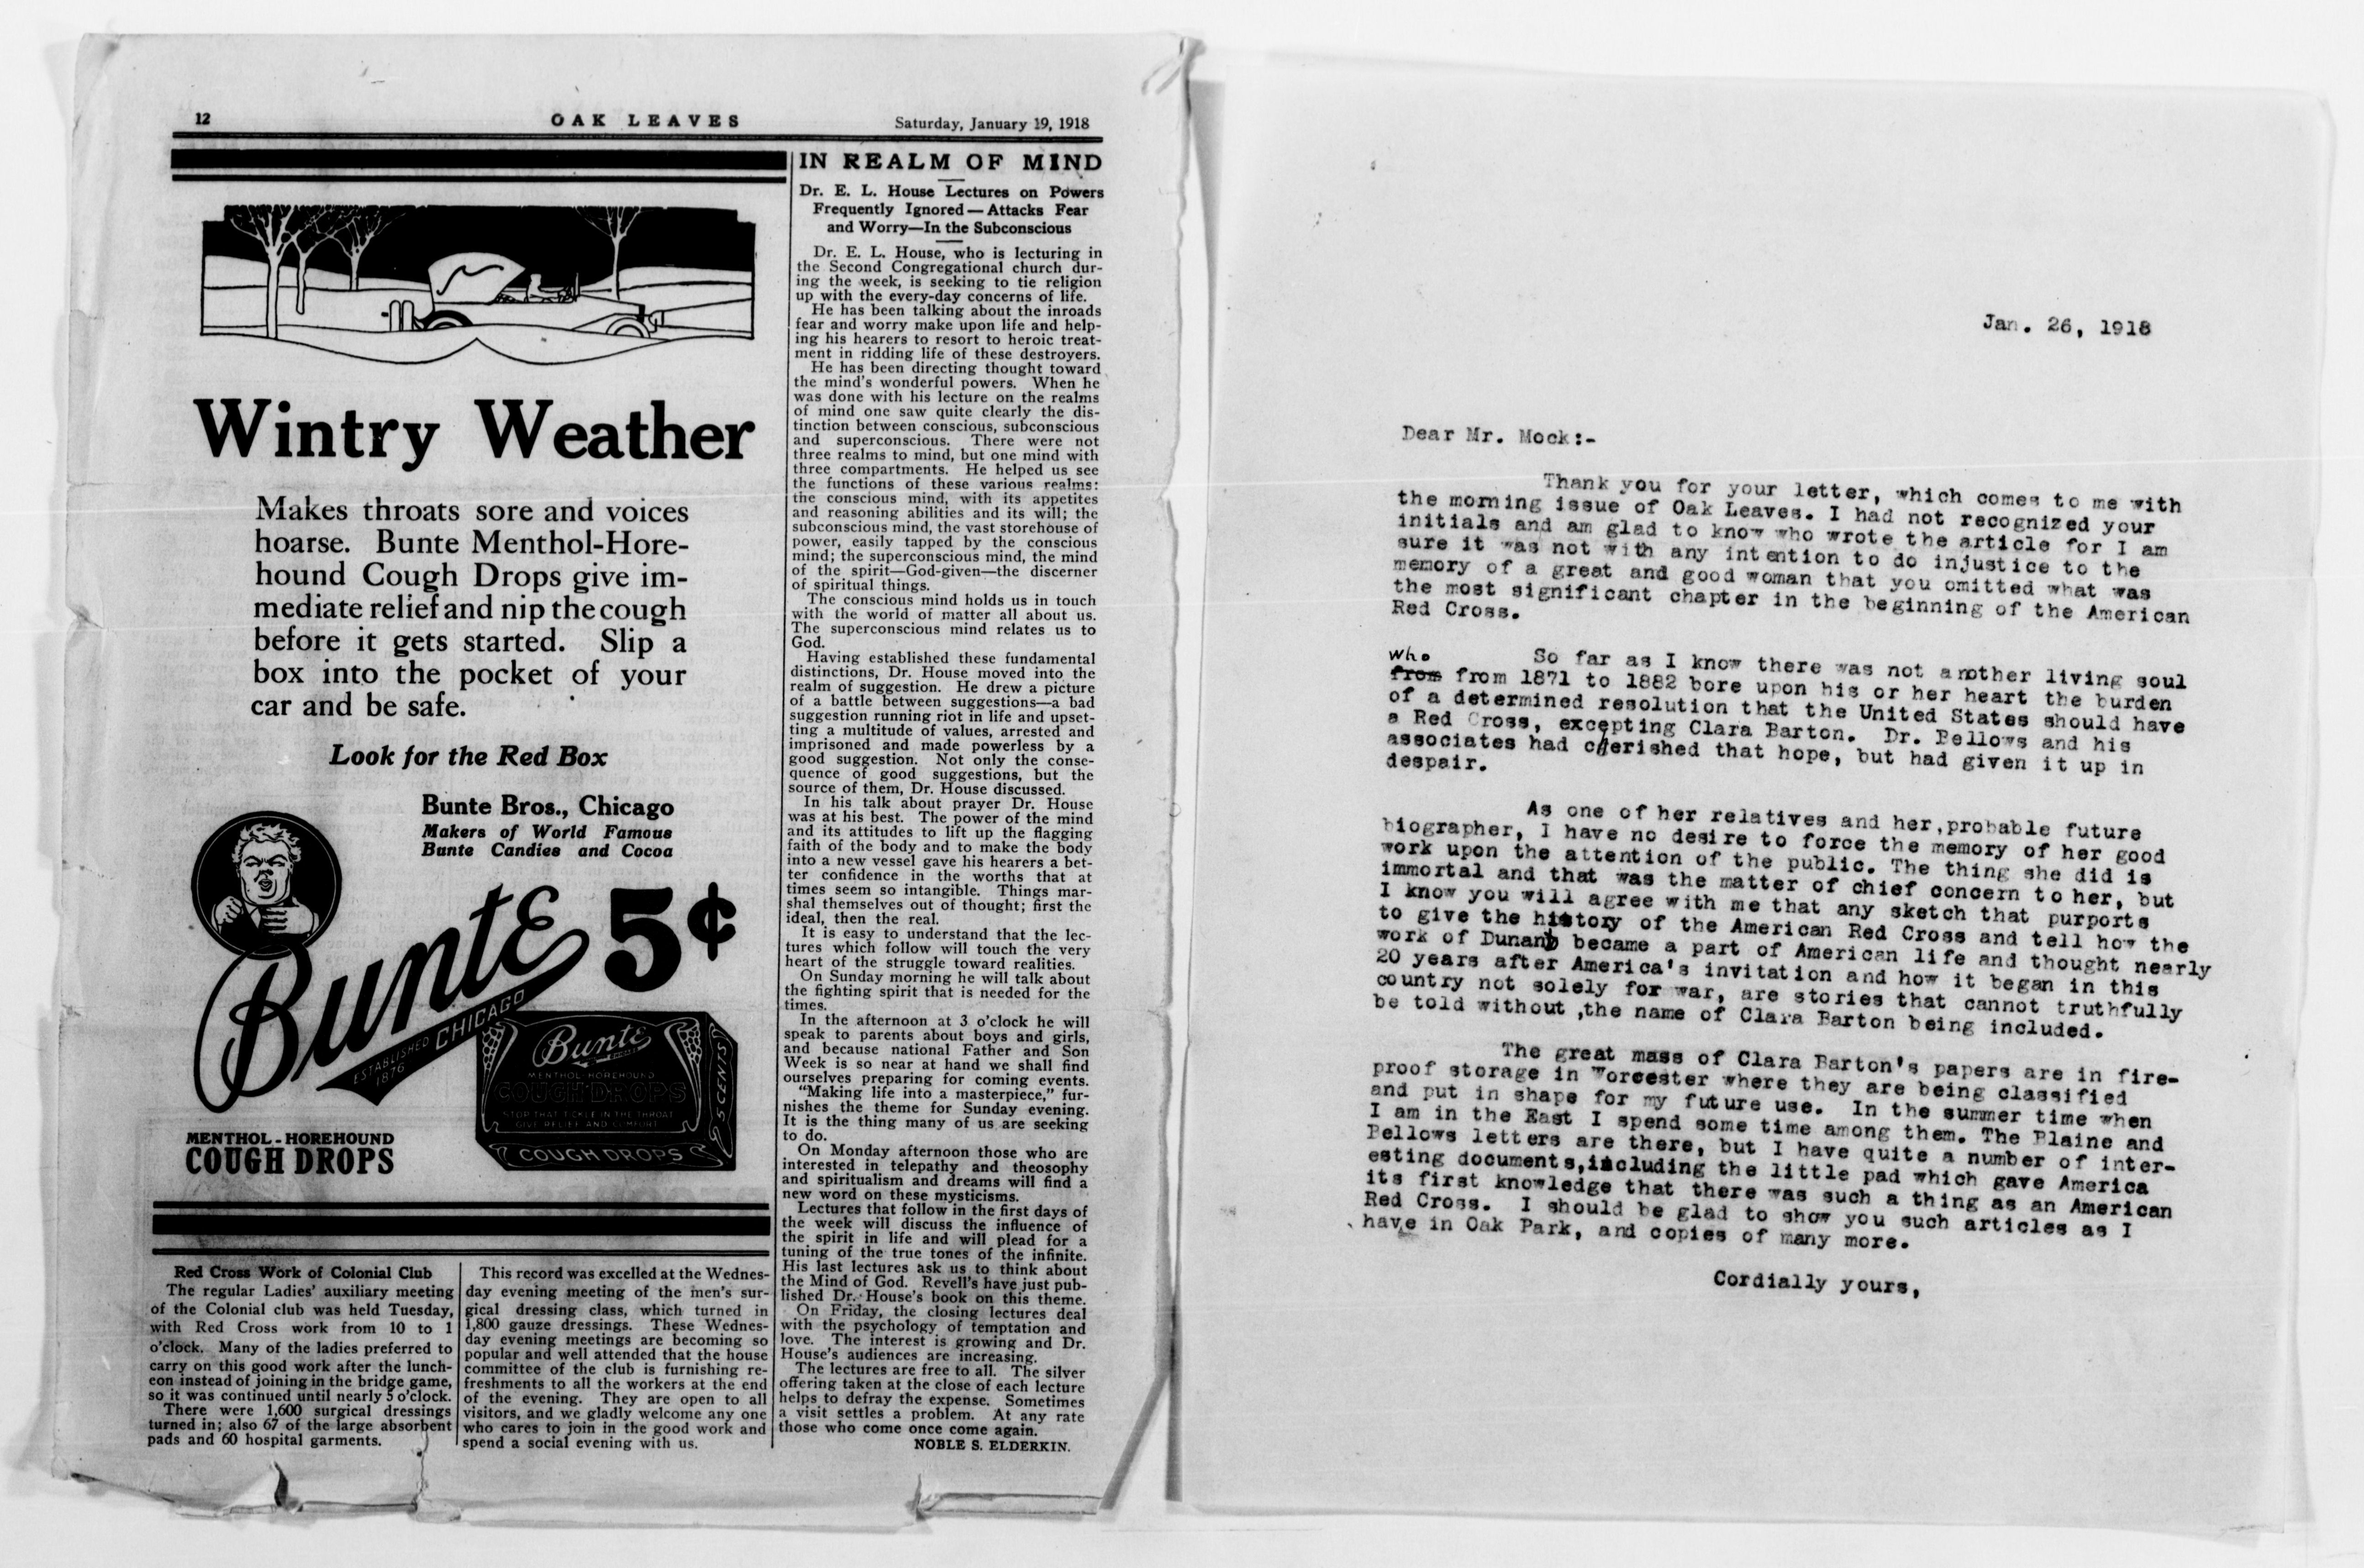 12
OAK LEAVES
Saturday, January 19, 1918
Wintry Weather
Makes throats sore and voices
hoarse. Bunte Menthol-Hore-
hound Cough Drops give im-
mediate relief and nip the cough
before it gets started. Slip a
box into the pocket of your
car and be safe.
Look for the Red Box
Bunte Bros., Chicago
Makers of World Famous
Bunte Candies and Cocoa
Bunte
ESTABLISHED 1876
CHICAGO
5¢
Bunte
MENTHOL-HOREHOUND
COUGH DROPS
STOP THAT TICKLE IN THE THROAT
GIVE RELIEF AND COMFORT
COUGH DROPS
5 CENTS
MENTHOL-HOREHOUND
COUGH DROPS
Red Cross Work of Colonial Club
The regular Ladies' auxiliary meeting
of the Colonial club was held Tuesday,
with Red Cross work from 10 to 1
o'clock. Many of the ladies preferred to
carry on this good work after the lunch-
eon instead of joining in the bridge game,
so it was continued until nearly 5 o'clock.
There were 1,600 surgical dressings
turned in; also 67 of the large absorbent
pads and 60 hospital garments.
This record was excelled at the Wednes-
day evening meeting of the men's sur-
gical dressing class, which turned in
1,800 gauze dressings. These Wednes-
day evening meetings are becoming so
popular and well attended that the house
committee of the club is furnishing re-
freshments to all the workers at the end
of the evening. They are open to all
visitors, and we gladly welcome any one
who cares to join in the good work and
spend a social evening with us.
IN REALM OF MIND
Dr. E. L. House Lectures on Powers
Frequently Ignored—Attacks Fear
and Worry—In the Subconscious
Dr. E. L. House, who is lecturing in
the Second Congregational church dur-
ing the week, is seeking to tie religion
up with the every-day concerns of life.
He has been talking about the inroads
fear and worry make upon life and help-
ing his hearers to resort to heroic treat-
ment in ridding life of these destroyers.
He has been directing thought toward
the mind's wonderful powers. When he
was done with his lecture on the realms
of mind one saw quite clearly the dis-
tinction between conscious, subconscious
and superconscious. There were not
three realms to mind, but one mind with
three compartments. He helped us see
the functions of these various realms:
the conscious mind, with its appetites
and reasoning abilities and its will; the
subconscious mind, the vast storehouse of
power, easily tapped by the conscious
mind; the superconscious mind, the mind
of the spirit—God-given—the discerner
of spiritual things.
The conscious mind holds us in touch
with the world of matter all about us.
The superconscious mind relates us to
God.
Having established these fundamental
distinctions, Dr. House moved into the
realm of suggestion. He drew a picture
of a battle between suggestions—a bad
suggestion running riot in life and upset-
ting a multitude of values, arrested and
imprisoned and made powerless by a
good suggestion. Not only the conse-
quence of good suggestions, but the
source of them, Dr. House discussed.
In his talk about prayer Dr. House
was at his best. The power of the mind
and its attitudes to lift up the flagging
faith of the body and to make the body
into a new vessel gave his hearers a bet-
ter confidence in the worths that at
times seem so intangible. Things mar-
shal themselves out of thought; first the
ideal, then the real.
It is easy to understand that the lec-
tures which follow will touch the very
heart of the struggle toward realities.
On Sunday morning he will talk about
the fighting spirit that is needed for the
times.
In the afternoon at 3 o'clock he will
speak to parents about boys and girls,
and because national Father and Son
Week is so near at hand we shall find
ourselves preparing for coming events.
"Making life into a masterpiece," fur-
nishes the theme for Sunday evening.
It is the thing many of us are seeking
to do.
On Monday afternoon those who are
interested in telepathy and theosophy
and spiritualism and dreams will find a
new word on these mysticisms.
Lectures that follow in the first days of
the week will discuss the influence of
the spirit in life and will plead for a
tuning of the true tones of the infinite.
His last lectures ask us to think about
the Mind of God. Revell's have just pub-
lished Dr. House's book on this theme.
On Friday, the closing lectures deal
with the psychology of temptation and
love. The interest is growing and Dr.
House's audiences are increasing.
The lectures are free to all. The silver
offering taken at the close of each lecture
helps to defray the expense. Sometimes
a visit settles a problem. At any rate
those who come once come again.
NOBLE S. ELDERKIN.
Jan. 26, 1918
Dear Mr. Mock:-
Thank you for your letter, which comes to me with
the morning issue of Oak Leaves. I had not recognized your
initials and am glad to know who wrote the article for I am
sure it was not with any intention to do injustice to the
memory of a great and good woman that you omitted what was
the most significant chapter in the beginning of the American
Red Cross.
So far as I know there was not another living soul
who
from from 1871 to 1882 bore upon his or her heart the burden
of a determined resolution that the United States should have
a Red Cross, excepting Clara Barton. Dr. Bellows and his
associates had cherished that hope, but had given it up in
despair.
As one of her relatives and her,probable future
biographer, I have no desire to force the memory of her good
work upon the attention of the public. The thing she did is
immortal and that was the matter of chief concern to her, but
I know you will agree with me that any sketch that purports
to give the history of the American Red Cross and tell how the
work of Dunant became a part of American life and thought nearly
20 years after America's invitation and how it began in this
country not solely for war, are stories that cannot truthfully
be told without ,the name of Clara Barton being included.
The great mass of Clara Barton's papers are in fire-
proof storage in Worcester where they are being classified
and put in shape for my future use. In the summer time when
I am in the East I spend some time among them. The Blaine and
Bellows letters are there, but I have quite a number of inter-
esting documents,including the little pad which gave America
its first knowledge that there was such a thing as an American
Red Cross. I should be glad to show you such articles as I
have in Oak Park, and copies of many more.
Cordially yours,